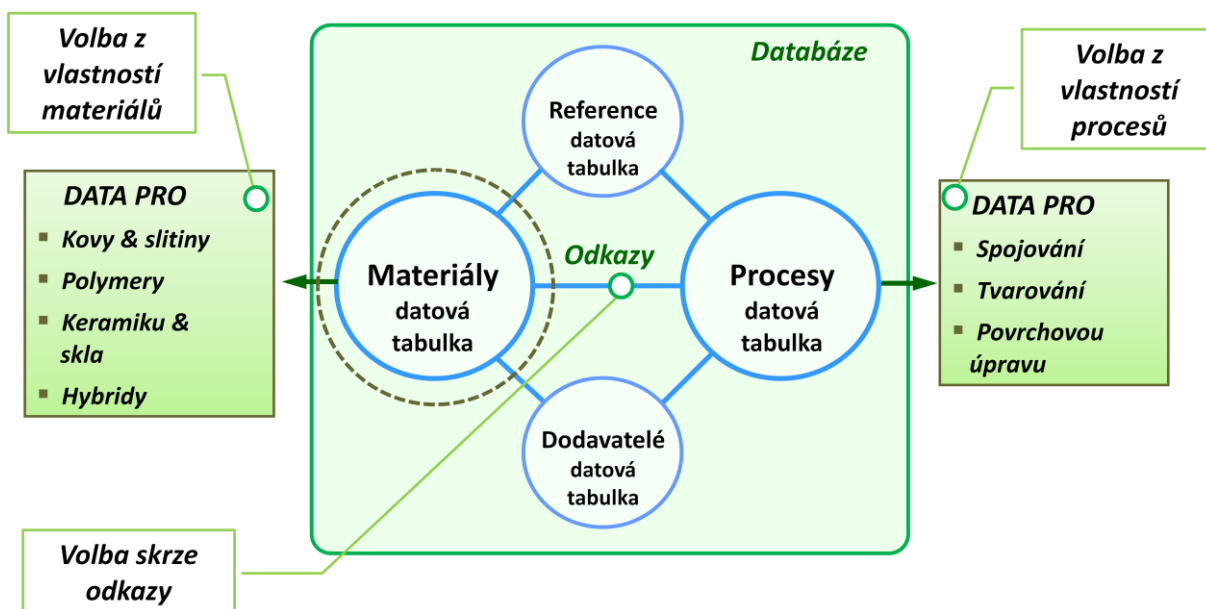 Volba z
vlastností
materiálů
Databáze
Volba z
vlastností
procesů
Reference
datová
tabulka
DATA PRO
▪ Kovy & slitiny
▪ Polymery
▪ Keramiku &
skla
▪ Hybridy
Materiály
datová
tabulka
Odkazy
Procesy
datová
tabulka
DATA PRO
▪ Spojování
▪ Tvarování
▪ Povrchovou
úpravu
Dodavatelé
datová
tabulka
Volba skrze
odkazy